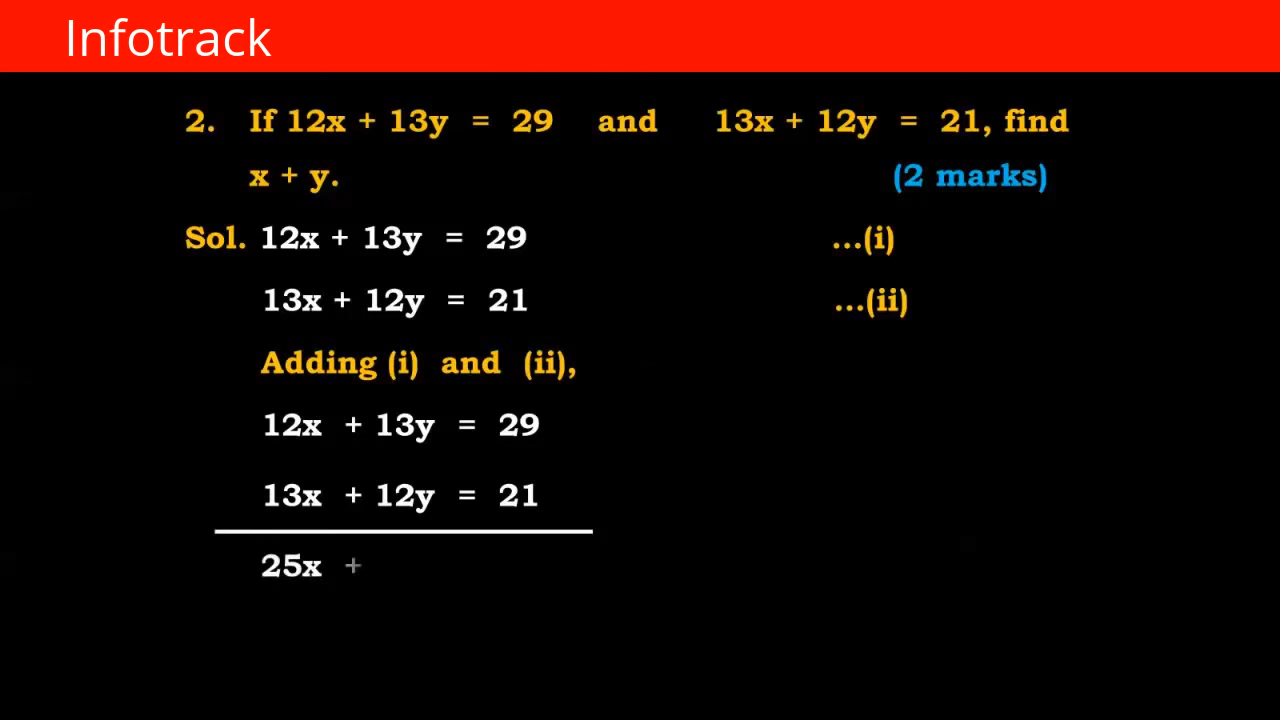 Infotrack
2. If 12x + 13y = 29 and 13x + 12y = 21, find
x + y. (2 marks)
Sol. 12x + 13y = 29 ...(i)
13x + 12y = 21 ...(ii)
Adding (i) and (ii),
12x + 13y = 29
13x + 12y = 21
25x +